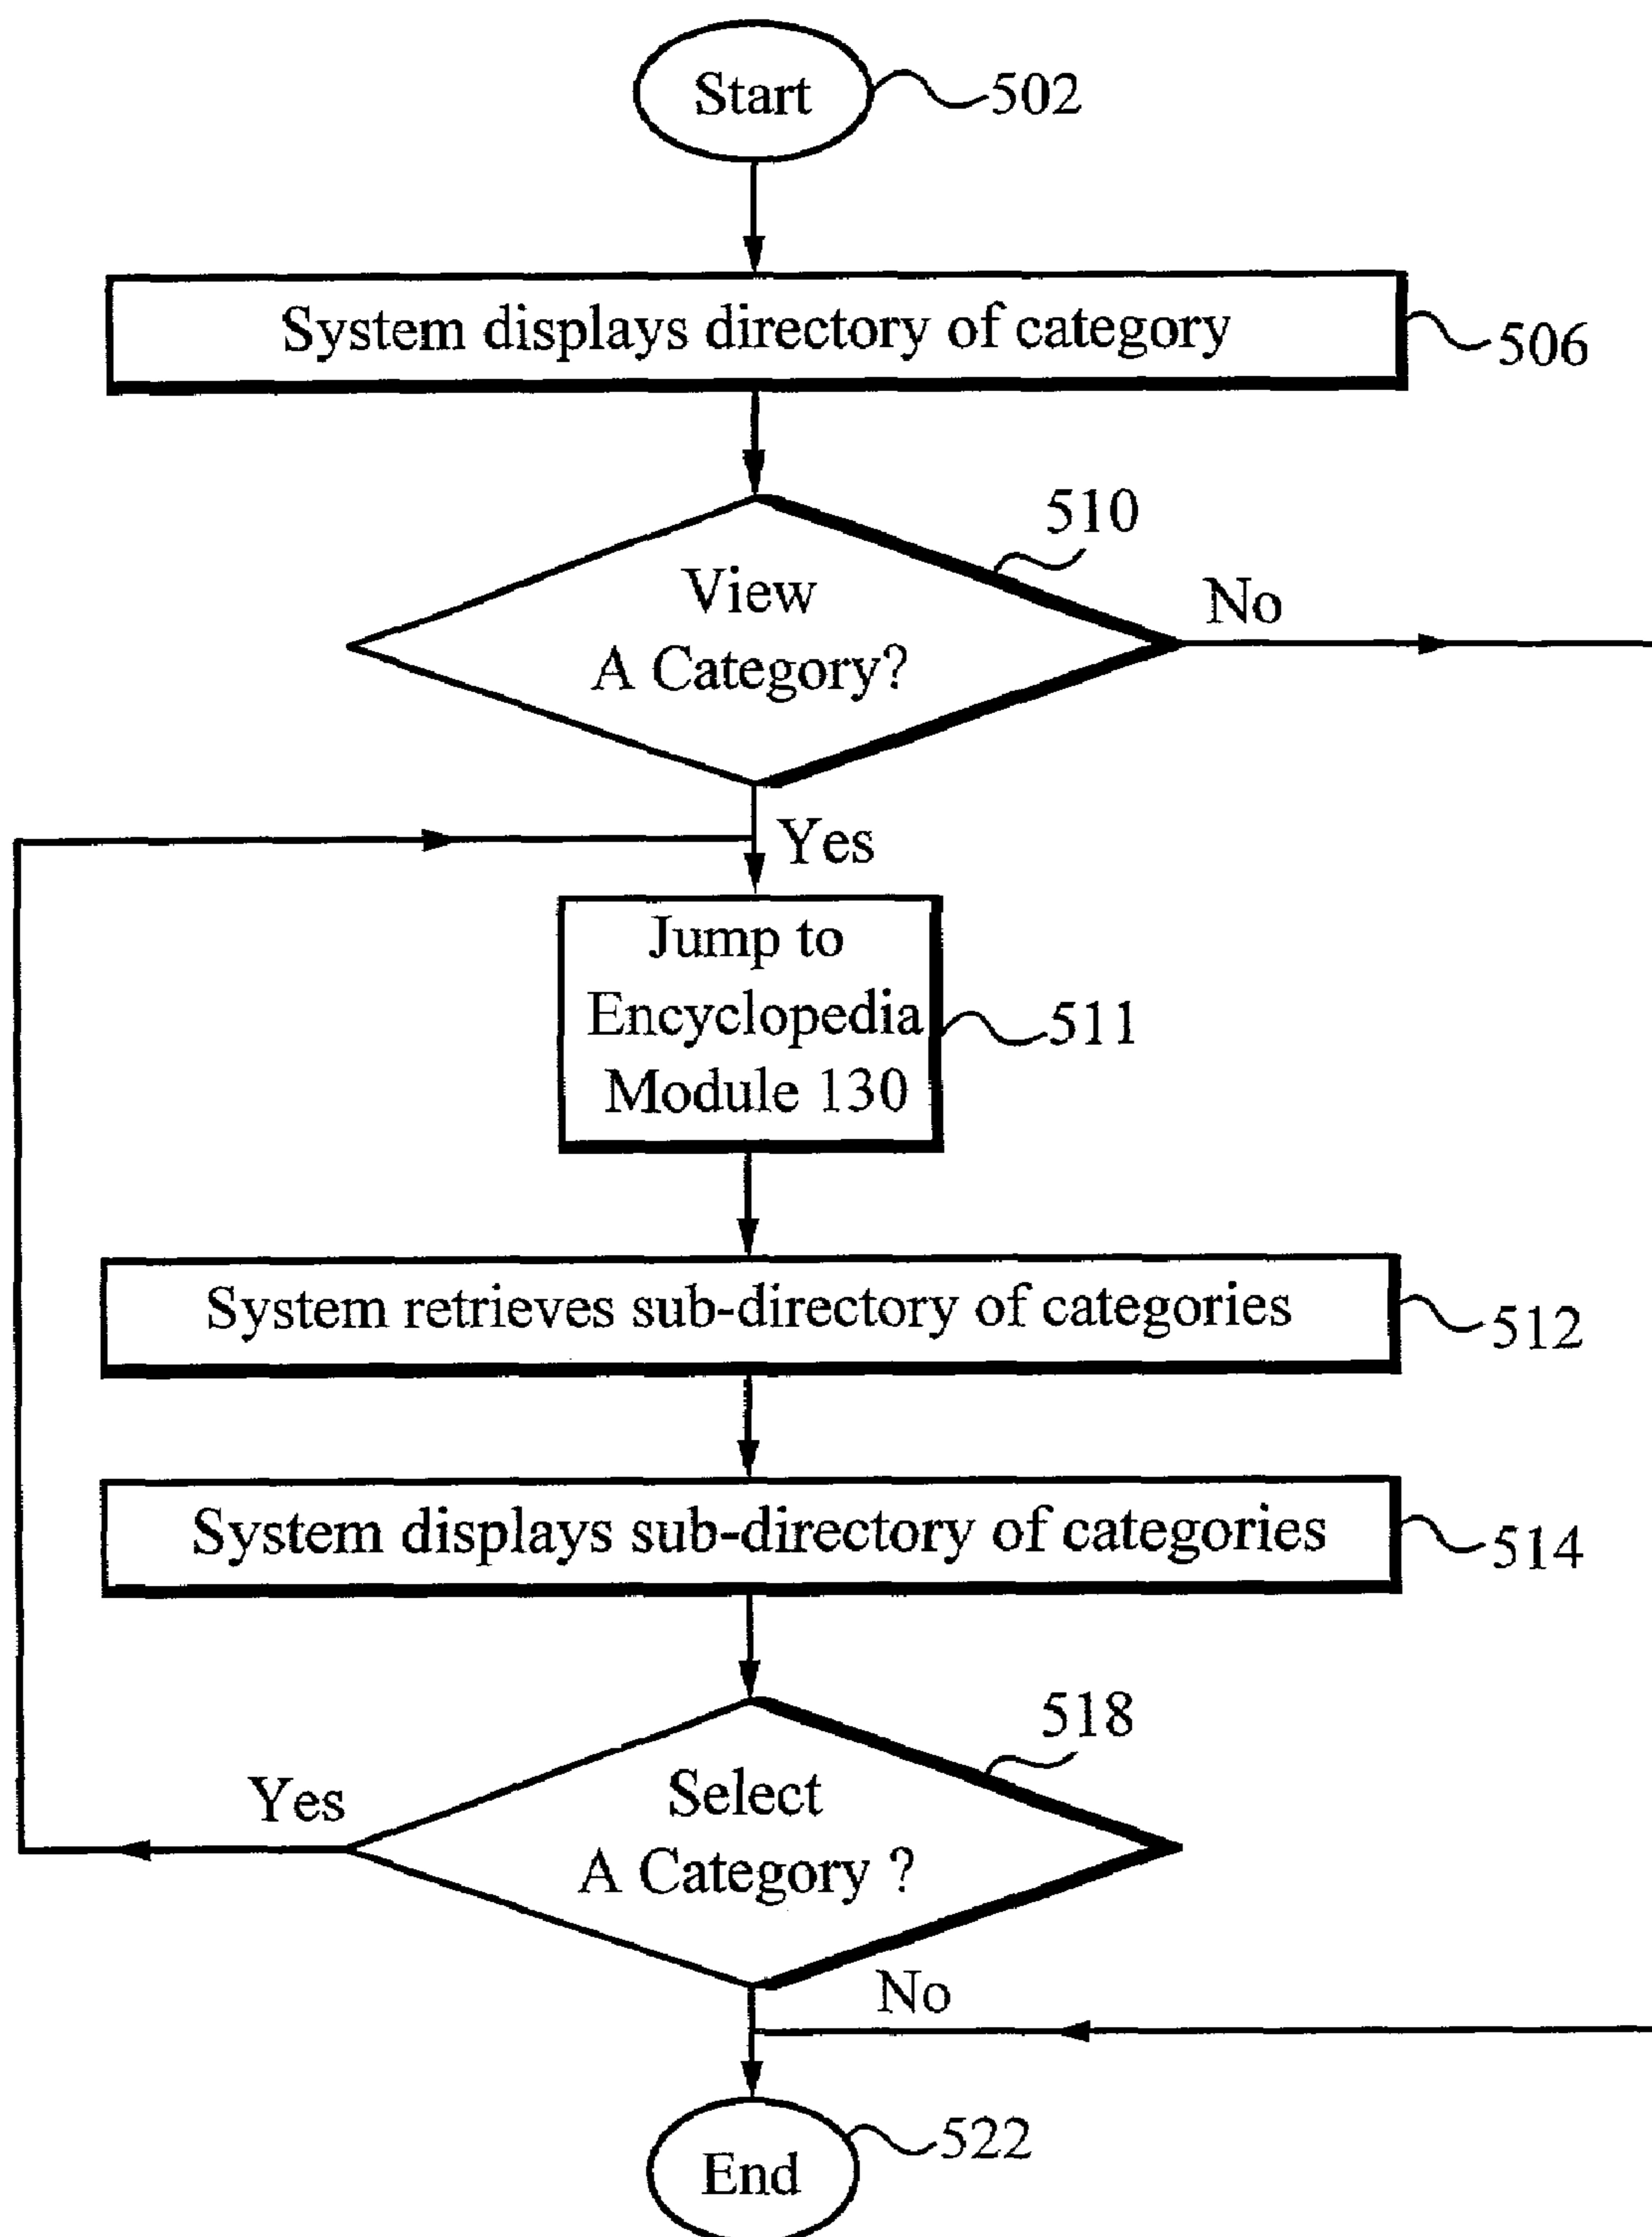 Start
502
System displays directory of category
506
510
View
A Category?
No
Yes
Jump to
Encyclopedia
Module 130
511
System retrieves sub-directory of categories
512
System displays sub-directory of categories
514
518
Select
A Category ?
Yes
No
End
522